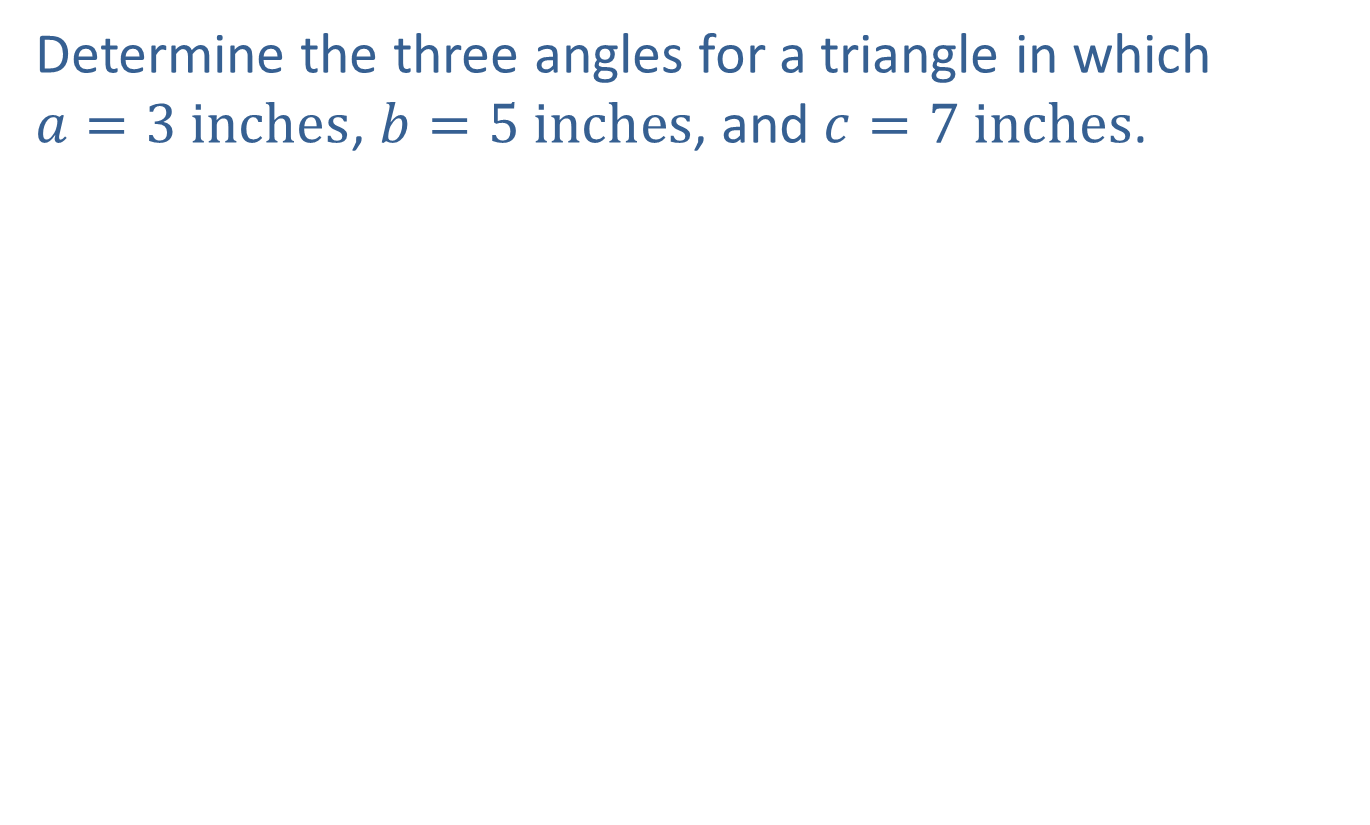 Determine the three angles for a triangle in which
a = 3 inches, b = 5 inches, and c = 7 inches.